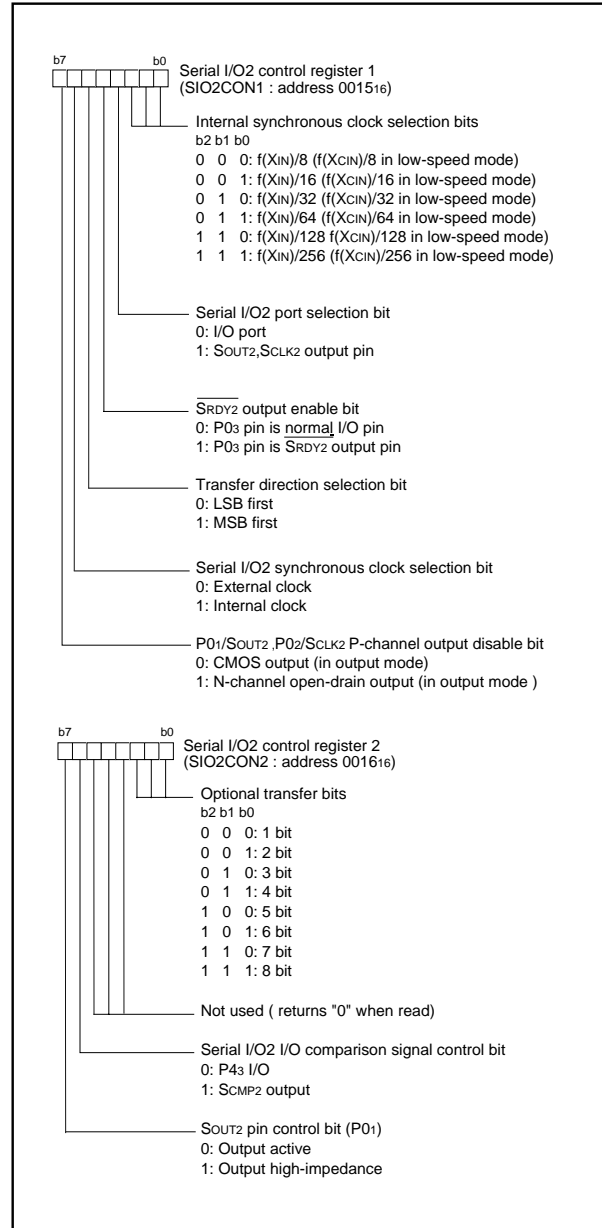 b7 b0
Serial I/O2 control register 1
(SIO2CON1 : address 001516)
Internal synchronous clock selection bits
b2 b1 b0
0 0 0: f(XIN)/8 (f(XCIN)/8 in low-speed mode)
0 0 1: f(XIN)/16 (f(XCIN)/16 in low-speed mode)
0 1 0: f(XIN)/32 (f(XCIN)/32 in low-speed mode)
0 1 1: f(XIN)/64 (f(XCIN)/64 in low-speed mode)
1 1 0: f(XIN)/128 f(XCIN)/128 in low-speed mode)
1 1 1: f(XIN)/256 (f(XCIN)/256 in low-speed mode)
Serial I/O2 port selection bit
0: I/O port
1: SOUT2,SCLK2 output pin
SRDY2 output enable bit
0: P03 pin is normal I/O pin
1: P03 pin is SRDY2 output pin
Transfer direction selection bit
0: LSB first
1: MSB first
Serial I/O2 synchronous clock selection bit
0: External clock
1: Internal clock
P01/SOUT2 ,P02/SCLK2 P-channel output disable bit
0: CMOS output (in output mode)
1: N-channel open-drain output (in output mode )
b7 b0
Serial I/O2 control register 2
(SIO2CON2 : address 001616)
Optional transfer bits
b2 b1 b0
0 0 0: 1 bit
0 0 1: 2 bit
0 1 0: 3 bit
0 1 1: 4 bit
1 0 0: 5 bit
1 0 1: 6 bit
1 1 0: 7 bit
1 1 1: 8 bit
Not used ( returns "0" when read)
Serial I/O2 I/O comparison signal control bit
0: P43 I/O
1: SCMP2 output
SOUT2 pin control bit (P01)
0: Output active
1: Output high-impedance